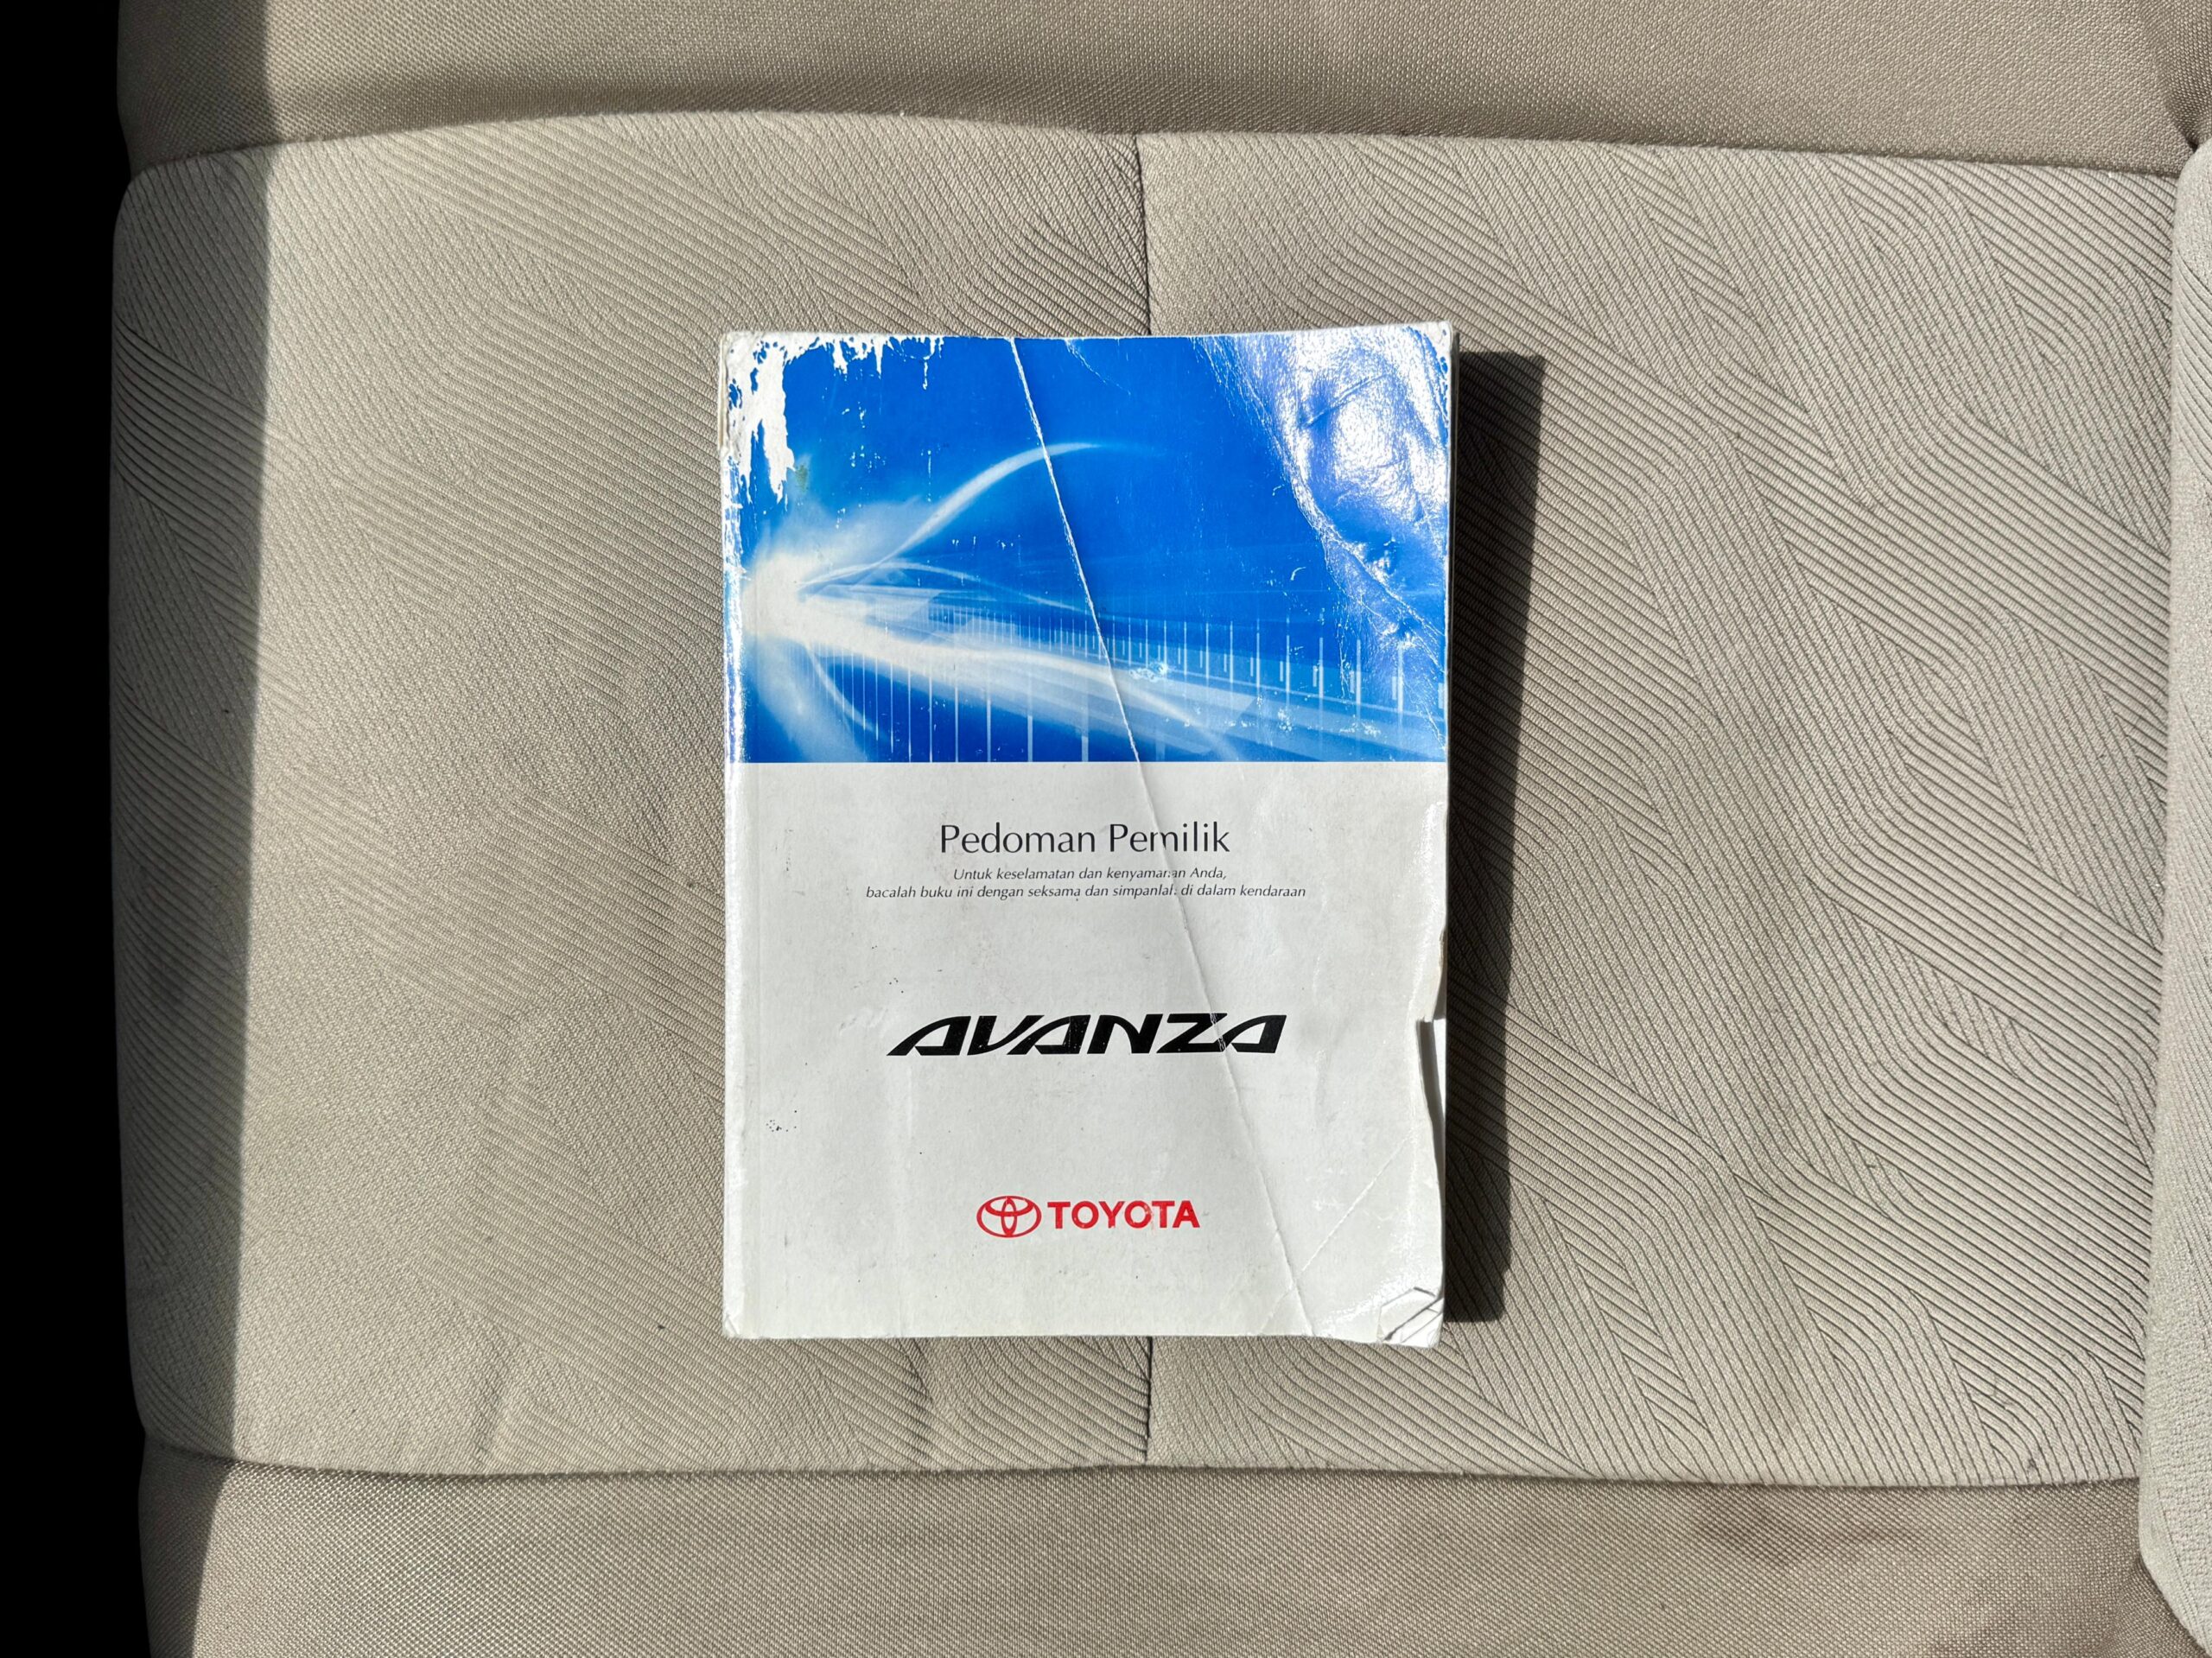 Pedoman Pemilik
Untuk keselamatan dan kenyamanan Anda,
bacalah buku ini dengan seksama dan simpanlah di dalam kendaraan
AVANZA
TOYOTA